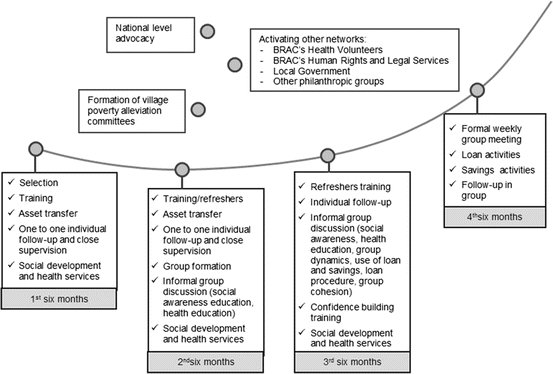 National level
advocacy
Activating other networks:
- BRAC's Health Volunteers
- BRAC's Human Rights and Legal Services
- Local Government
- Other philanthropic groups
Formation of village
poverty alleviation
committees
✓ Selection
✓ Training
✓ Asset transfer
✓ One to one individual
follow-up and close
supervision
✓ Social development
and health services
1st six months
✓ Training/refreshers
✓ Asset transfer
✓ One to one individual
follow-up and close
supervision
✓ Group formation
✓ Informal group
discussion (social
awareness education,
health education)
✓ Social development
and health services
2ndsix months
✓ Refreshers training
✓ Individual follow-up
✓ Informal group
discussion (social
awareness, health
education, group
dynamics, use of loan
and savings, loan
procedure, group
cohesion)
✓ Confidence building
training
✓ Social development
and health services
3rd six months
✓ Formal weekly
group meeting
✓ Loan activities
✓ Savings activities
✓ Follow-up in
group
4thsix months